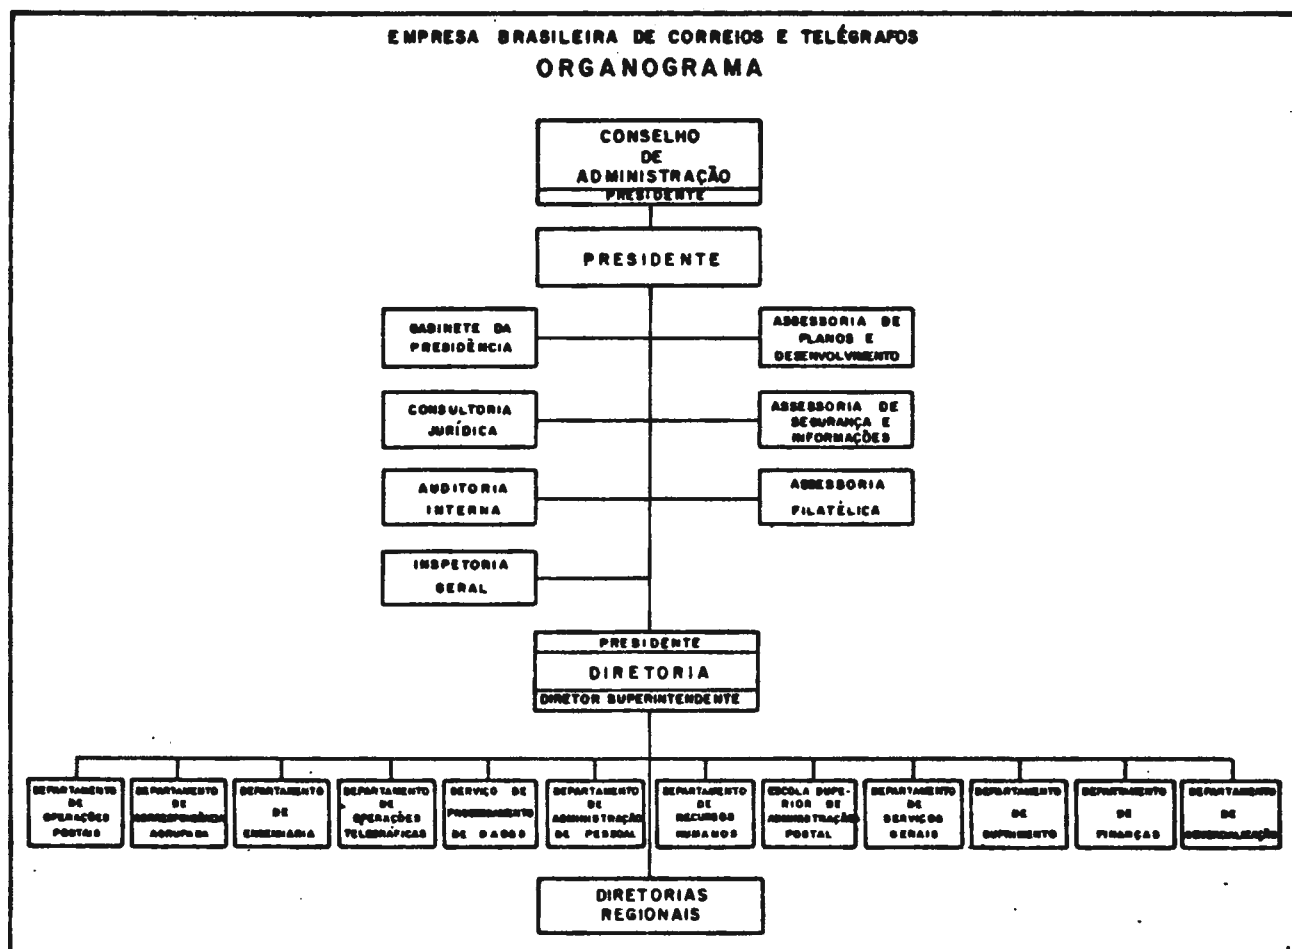 EMPRESA BRASILEIRA DE CORREIOS E TELÉGRAFOS
ORGANOGRAMA
CONSELHO
DE
ADMINISTRAÇÃO
PRESIDENTE
PRESIDENTE
GABINETE DA
PRESIDÊNCIA
ASSESSORIA DE
PLANOS E
DESENVOLVIMENTO
CONSULTORIA
JURÍDICA
ASSESSORIA DE
SEGURANÇA E
INFORMAÇÕES
AUDITORIA
INTERNA
ASSESSORIA
FILATÉLICA
INSPETORIA
GERAL
PRESIDENTE
DIRETORIA
DIRETOR SUPERINTENDENTE
DEPARTAMENTO
DE
OPERAÇÕES
POSTAIS
DEPARTAMENTO
DE
CORRESPONDÊNCIA
AGRUPADA
DEPARTAMENTO
DE
ENGENHARIA
DEPARTAMENTO
DE
OPERAÇÕES
TELEGRÁFICAS
SERVIÇO DE
PROCESSAMENTO
DE DADOS
DEPARTAMENTO
DE
ADMINISTRAÇÃO
DE PESSOAL
DEPARTAMENTO
DE
RECURSOS
HUMANOS
ESCOLA SUPE-
RIOR DE
ADMINISTRAÇÃO
POSTAL
DEPARTAMENTO
DE
SERVIÇOS
GERAIS
DEPARTAMENTO
DE
SUPRIMENTO
DEPARTAMENTO
DE
FINANÇAS
DEPARTAMENTO
DE
COMERCIALIZAÇÃO
DIRETORIAS
REGIONAIS